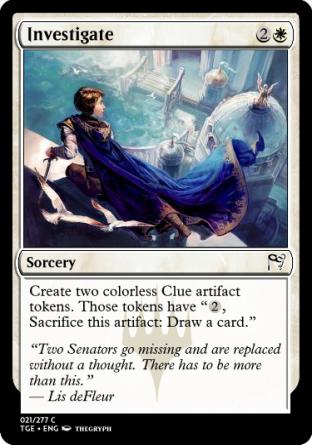 Investigate 2
Sorcery
Create two colorless Clue artifact
tokens. Those tokens have “2,
Sacrifice this artifact: Draw a card.”
“Two Senators go missing and are replaced
without a thought. There has to be more
than this.”
— Lis deFleur
021/277 C
TGE • ENG THEGRYPH